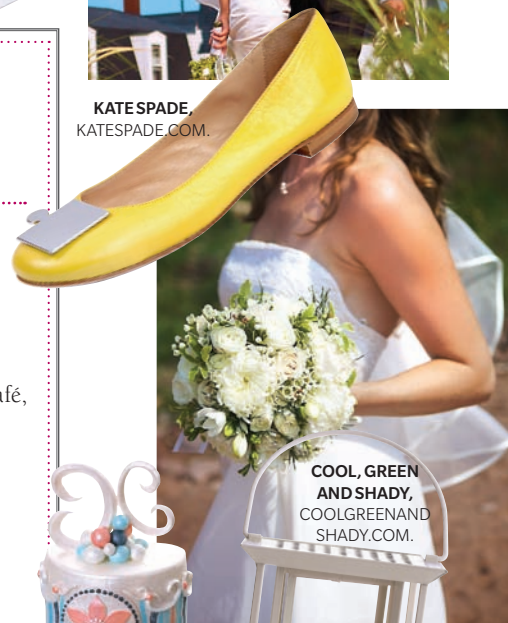 KATE SPADE,
KATESPADE.COM.
COOL, GREEN
AND SHADY,
COOLGREENAND
SHADY.COM.